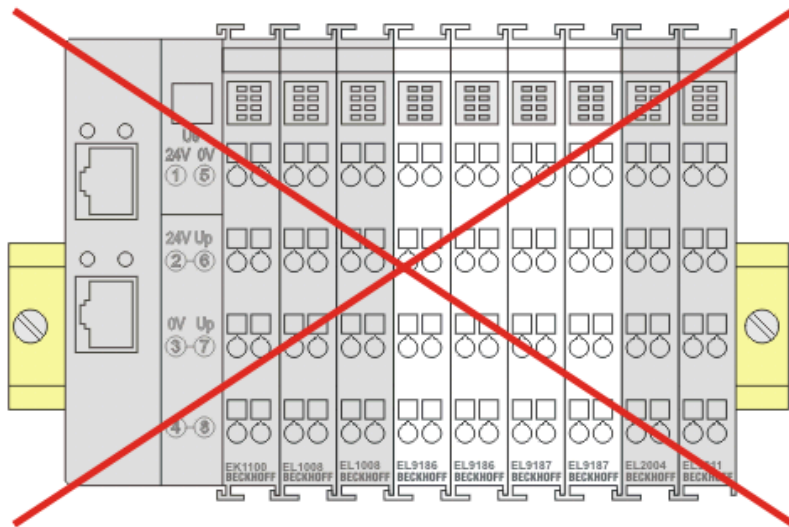 Us
24V 0V
1 5
24V Up
2 6
0V Up
3 7
4 8
EK1100 EL1008 EL1008 EL9186 EL9186 EL9187 EL9187 EL2004
BECKHOFF BECKHOFF BECKHOFF BECKHOFF BECKHOFF BECKHOFF BECKHOFF BECKHOFF BECKHOFF